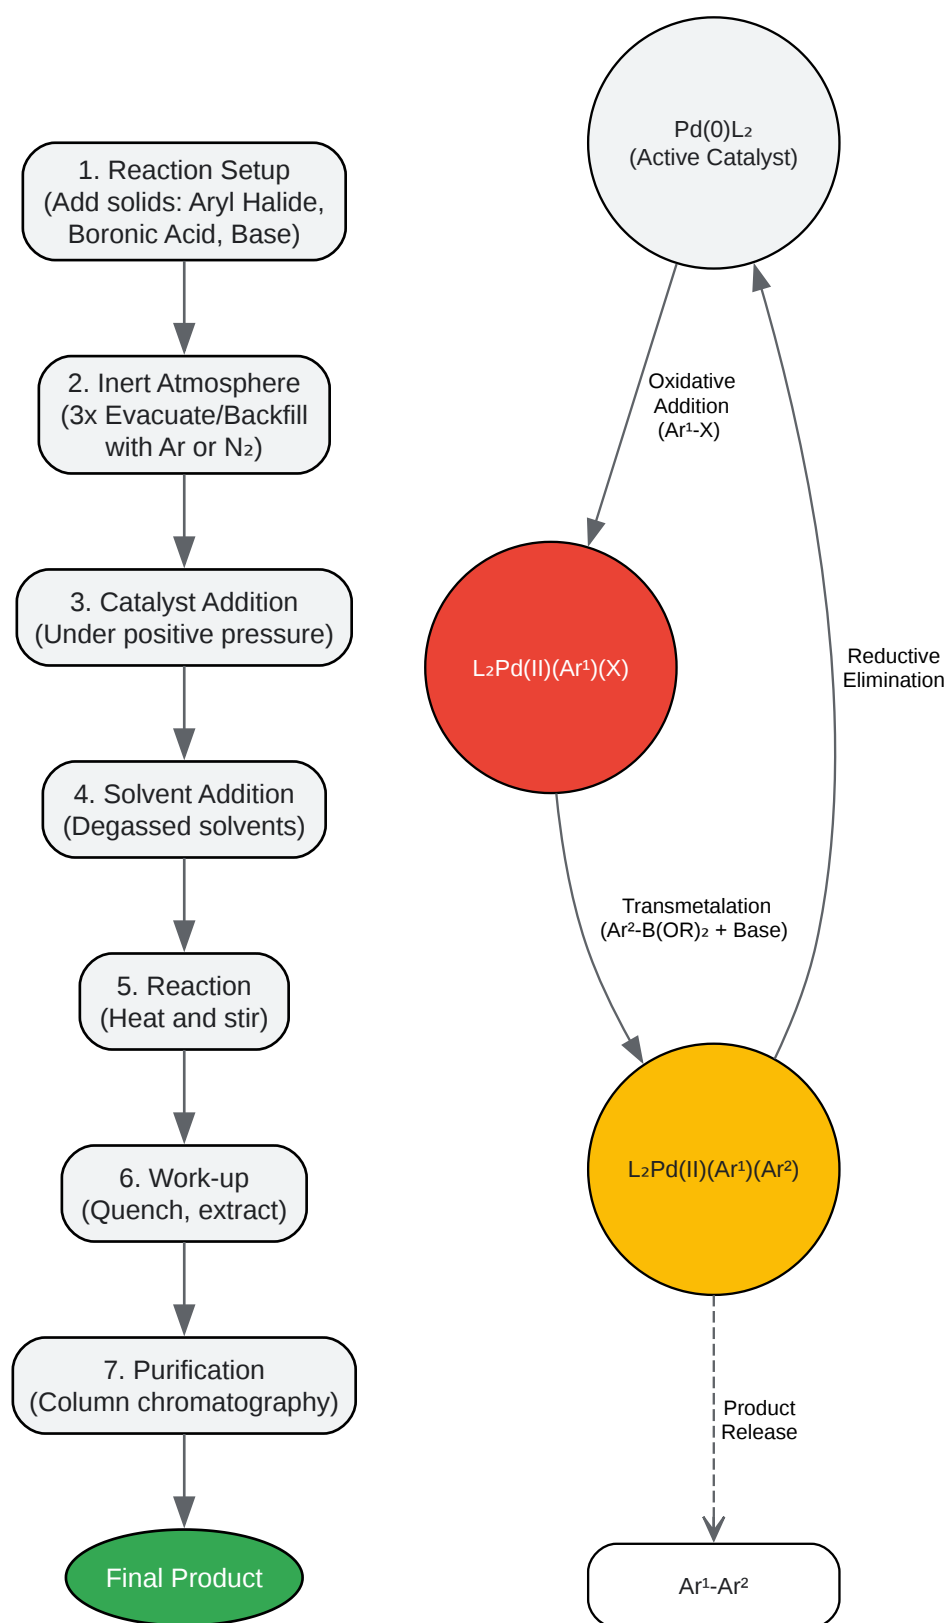 1. Reaction Setup
(Add solids: Aryl Halide,
Boronic Acid, Base)
2. Inert Atmosphere
(3x Evacuate/Backfill
with Ar or N₂)
3. Catalyst Addition
(Under positive pressure)
4. Solvent Addition
(Degassed solvents)
5. Reaction
(Heat and stir)
6. Work-up
(Quench, extract)
7. Purification
(Column chromatography)
Final Product
Pd(0)L₂
(Active Catalyst)
Oxidative
Addition
(Ar¹-X)
L₂Pd(II)(Ar¹)(X)
Reductive
Elimination
Transmetalation
(Ar²-B(OR)₂ + Base)
L₂Pd(II)(Ar¹)(Ar²)
Product
Release
Ar¹-Ar²